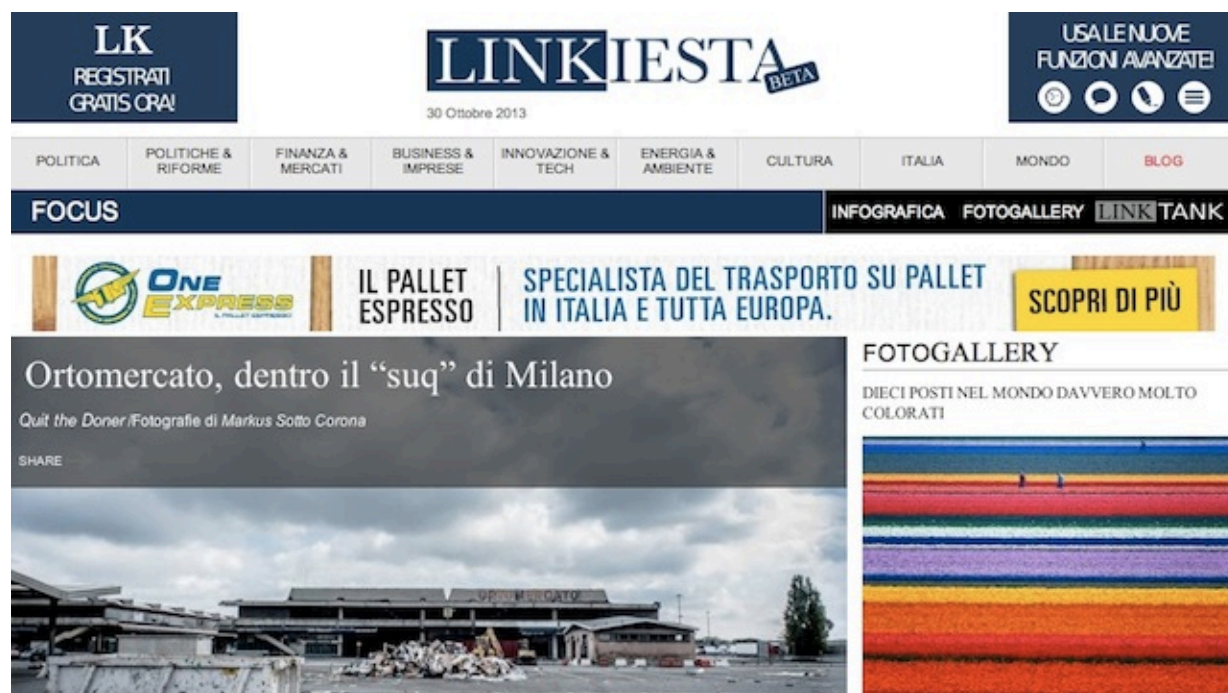 LK
REGISTRATI
GRATIS ORA!
LINKIESTA
BETA
30 Ottobre 2013
USA LE NUOVE
FUNZIONI AVANZATE!
POLITICA
POLITICHE &
RIFORME
FINANZA &
MERCATI
BUSINESS &
IMPRESE
INNOVAZIONE &
TECH
ENERGIA &
AMBIENTE
CULTURA
ITALIA
MONDO
BLOG
FOCUS
INFOGRAFICA FOTOGALLERY LINK TANK
ONE
EXPRESS
IL PALLET ESPRESSO
IL PALLET
ESPRESSO
SPECIALISTA DEL TRASPORTO SU PALLET
IN ITALIA E TUTTA EUROPA.
SCOPRI DI PIÙ
Ortomercato, dentro il “suq” di Milano
Quit the Doner/Fotografie di Markus Sotto Corona
SHARE
ORTOMERCATO
FOTOGALLERY
DIECI POSTI NEL MONDO DAVVERO MOLTO
COLORATI